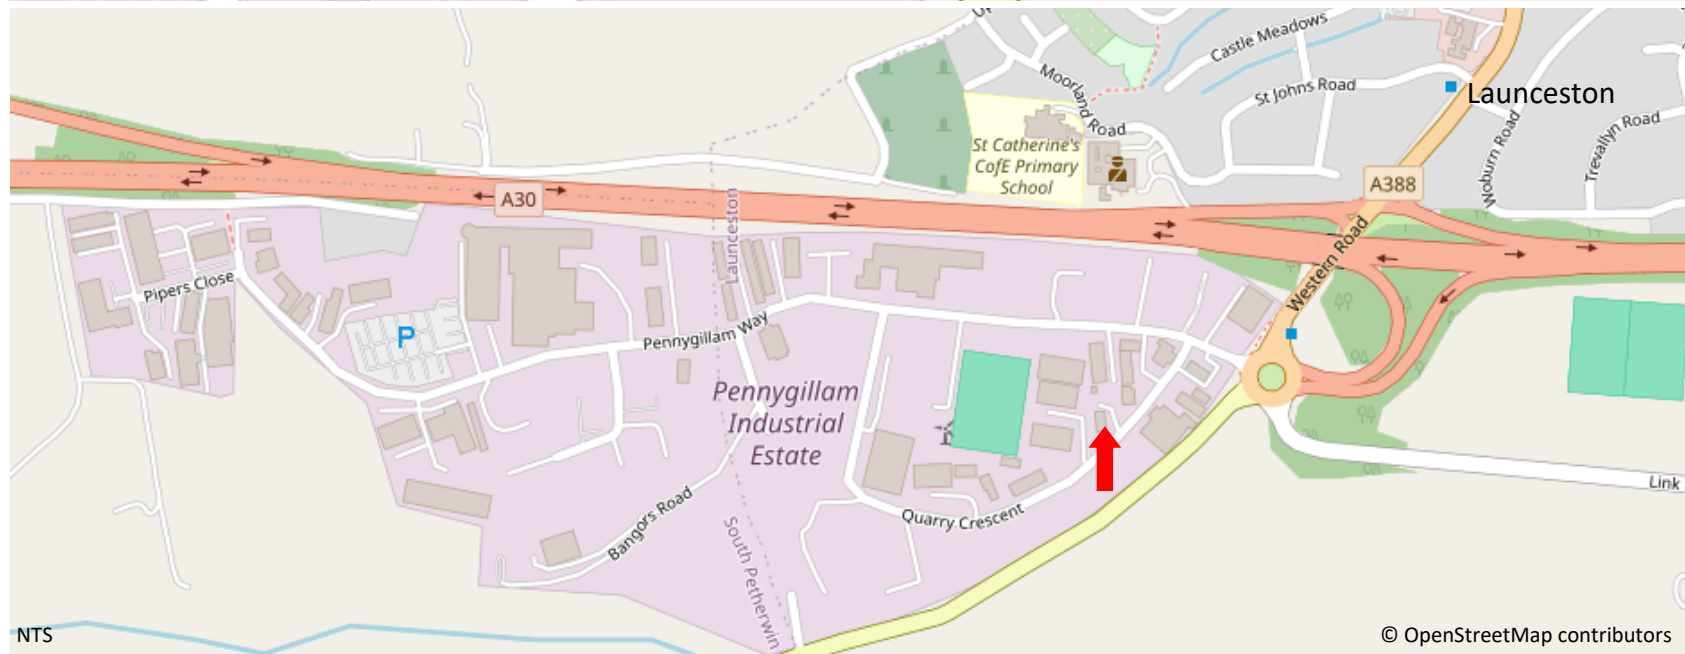 Up
Castle Meadows
Moorland Road
St Johns Road
Launceston
Woburn Road
Trevallyn Road
St Catherine's
CofE Primary
School
A388
A30
Launceston
Western Road
Pipers Close
P
Pennygillam Way
Pennygillam
Industrial
Estate
Link
Quarry Crescent
Bangors Road
South Petherwin
NTS
© OpenStreetMap contributors